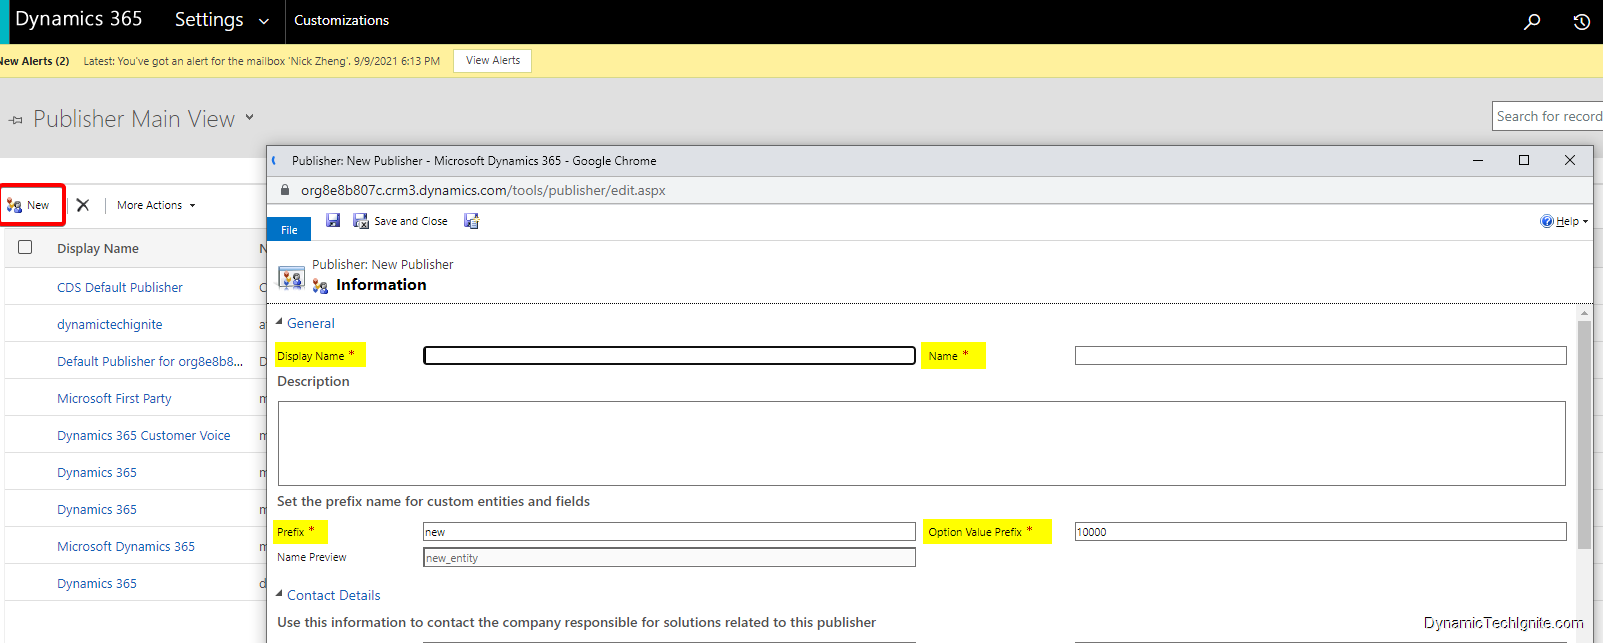 Dynamics 365 Settings Customizations
New Alerts (2) Latest: You've got an alert for the mailbox 'Nick Zheng'. 9/9/2021 6:13 PM View Alerts
Publisher Main View
Search for record
New More Actions
Display Name N
CDS Default Publisher C
dynamictechignite
Default Publisher for org8e8b8... D
Microsoft First Party m
Dynamics 365 Customer Voice m
Dynamics 365 m
Dynamics 365 m
Microsoft Dynamics 365 m
Dynamics 365 d
Publisher: New Publisher - Microsoft Dynamics 365 - Google Chrome
org8e8b807c.crm3.dynamics.com/tools/publisher/edit.aspx
File Save and Close Help
Publisher: New Publisher
Information
General
Display Name * Name *
Description
Set the prefix name for custom entities and fields
Prefix * new Option Value Prefix * 10000
Name Preview new_entity
Contact Details
Use this information to contact the company responsible for solutions related to this publisher
DynamicTechIgnite.com